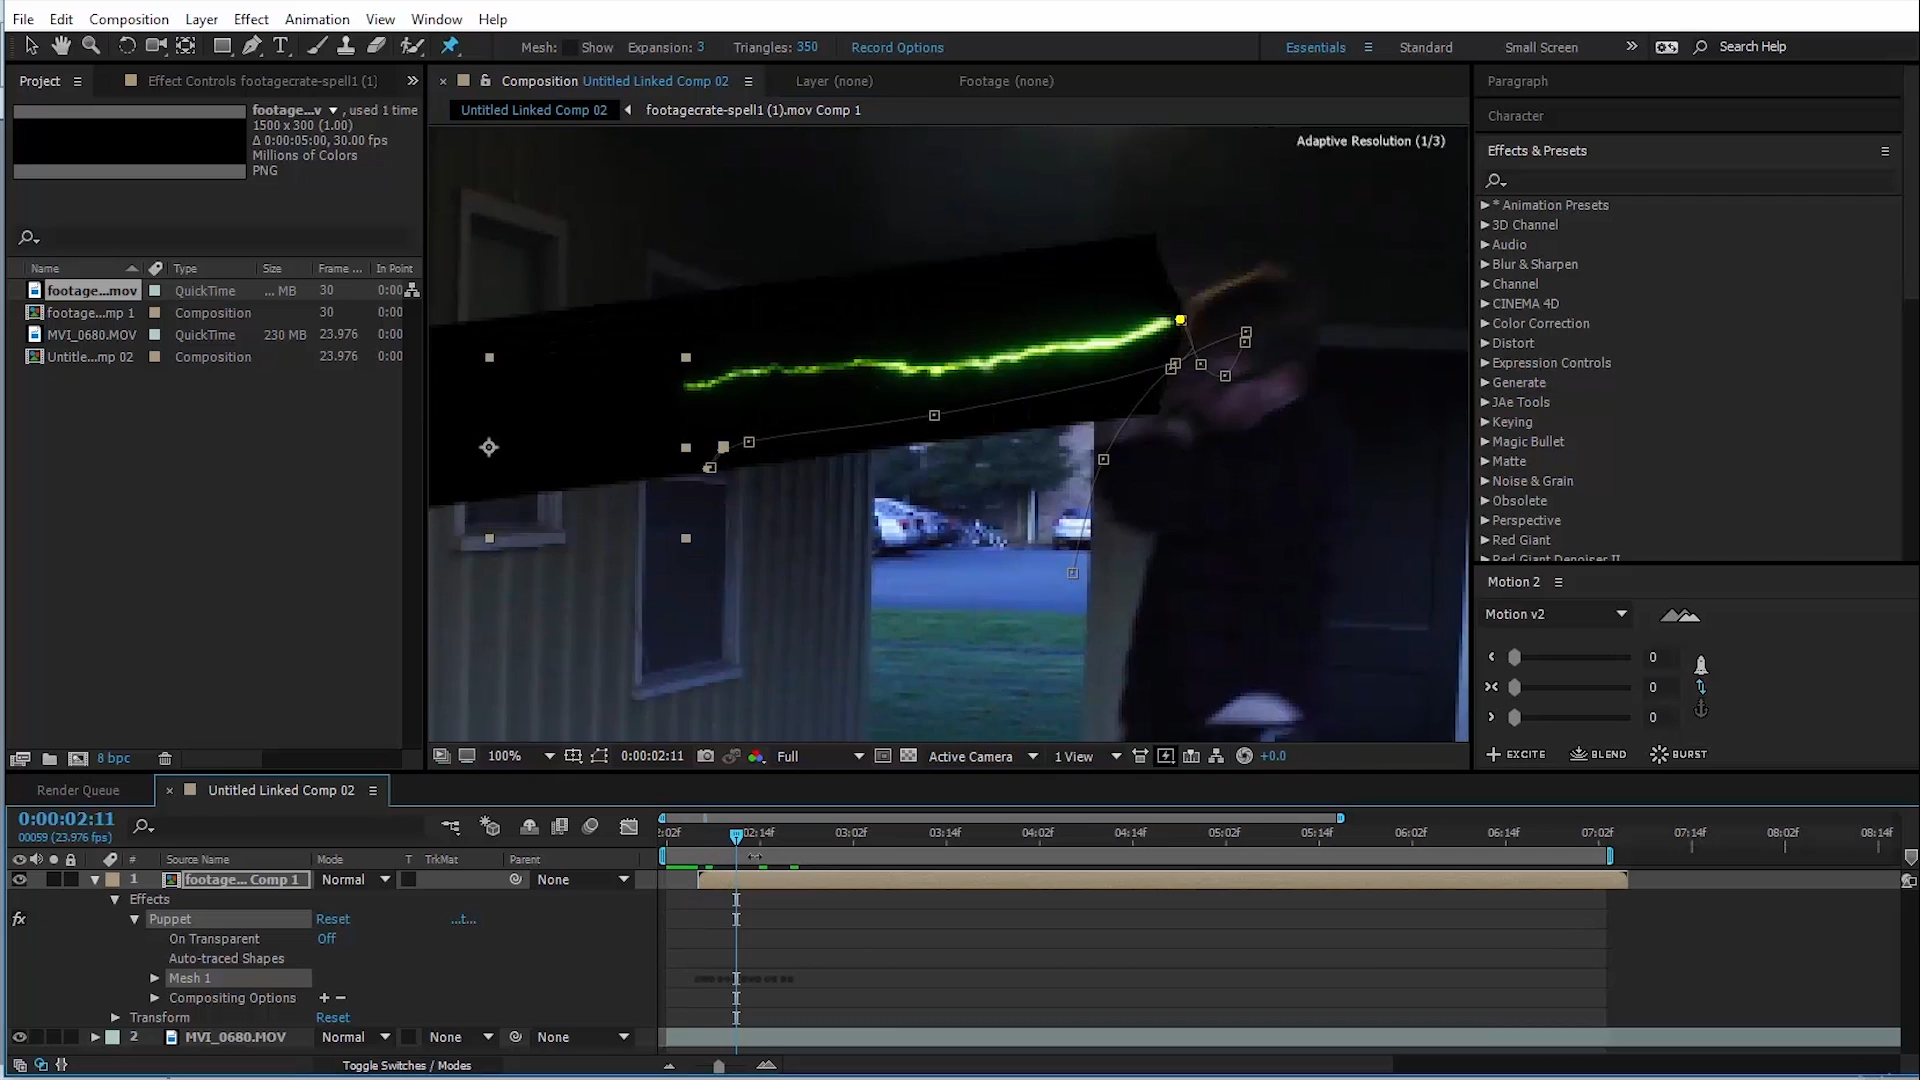 File Edit Composition Layer Effect Animation View Window Help
Mesh: Show Expansion: 3 Triangles: 350 Record Options Essentials Standard Small Screen Search Help
Project Effect Controls footagecrate-spell1 (1)
Composition Untitled Linked Comp 02 Layer (none) Footage (none)
Untitled Linked Comp 02 footagecrate-spell1 (1).mov Comp 1
footage...v , used 1 time
1500 x 300 (1.00)
Δ 0:00:05:00, 30.00 fps
Millions of Colors
PNG
Name Type Size Frame ... In Point
footage...mov QuickTime ... MB 30 0:00
footage...mp 1 Composition 30 0:00
MVI_0680.MOV QuickTime 230 MB 23.976 0:00
Untitle...mp 02 Composition 23.976 0:00
8 bpc
Adaptive Resolution (1/3)
100% 0:00:02:11 Full Active Camera 1 View +0.0
Paragraph
Character
Effects & Presets
* Animation Presets
3D Channel
Audio
Blur & Sharpen
Channel
CINEMA 4D
Color Correction
Distort
Expression Controls
Generate
JAe Tools
Keying
Magic Bullet
Matte
Noise & Grain
Obsolete
Perspective
Red Giant
Red Giant Denoiser II
Motion 2
Motion v2
0
0
0
EXCITE BLEND BURST
Render Queue Untitled Linked Comp 02
0:00:02:11
00059 (23.976 fps)
:02f 02:14f 03:02f 03:14f 04:02f 04:14f 05:02f 05:14f 06:02f 06:14f 07:02f 07:14f 08:02f 08:14f
# Source Name Mode T TrkMat Parent
1 footage... Comp 1 Normal None
Effects
fx Puppet Reset ...t...
On Transparent Off
Auto-traced Shapes
Mesh 1
Compositing Options + −
Transform Reset
2 MVI_0680.MOV Normal None None
Toggle Switches / Modes